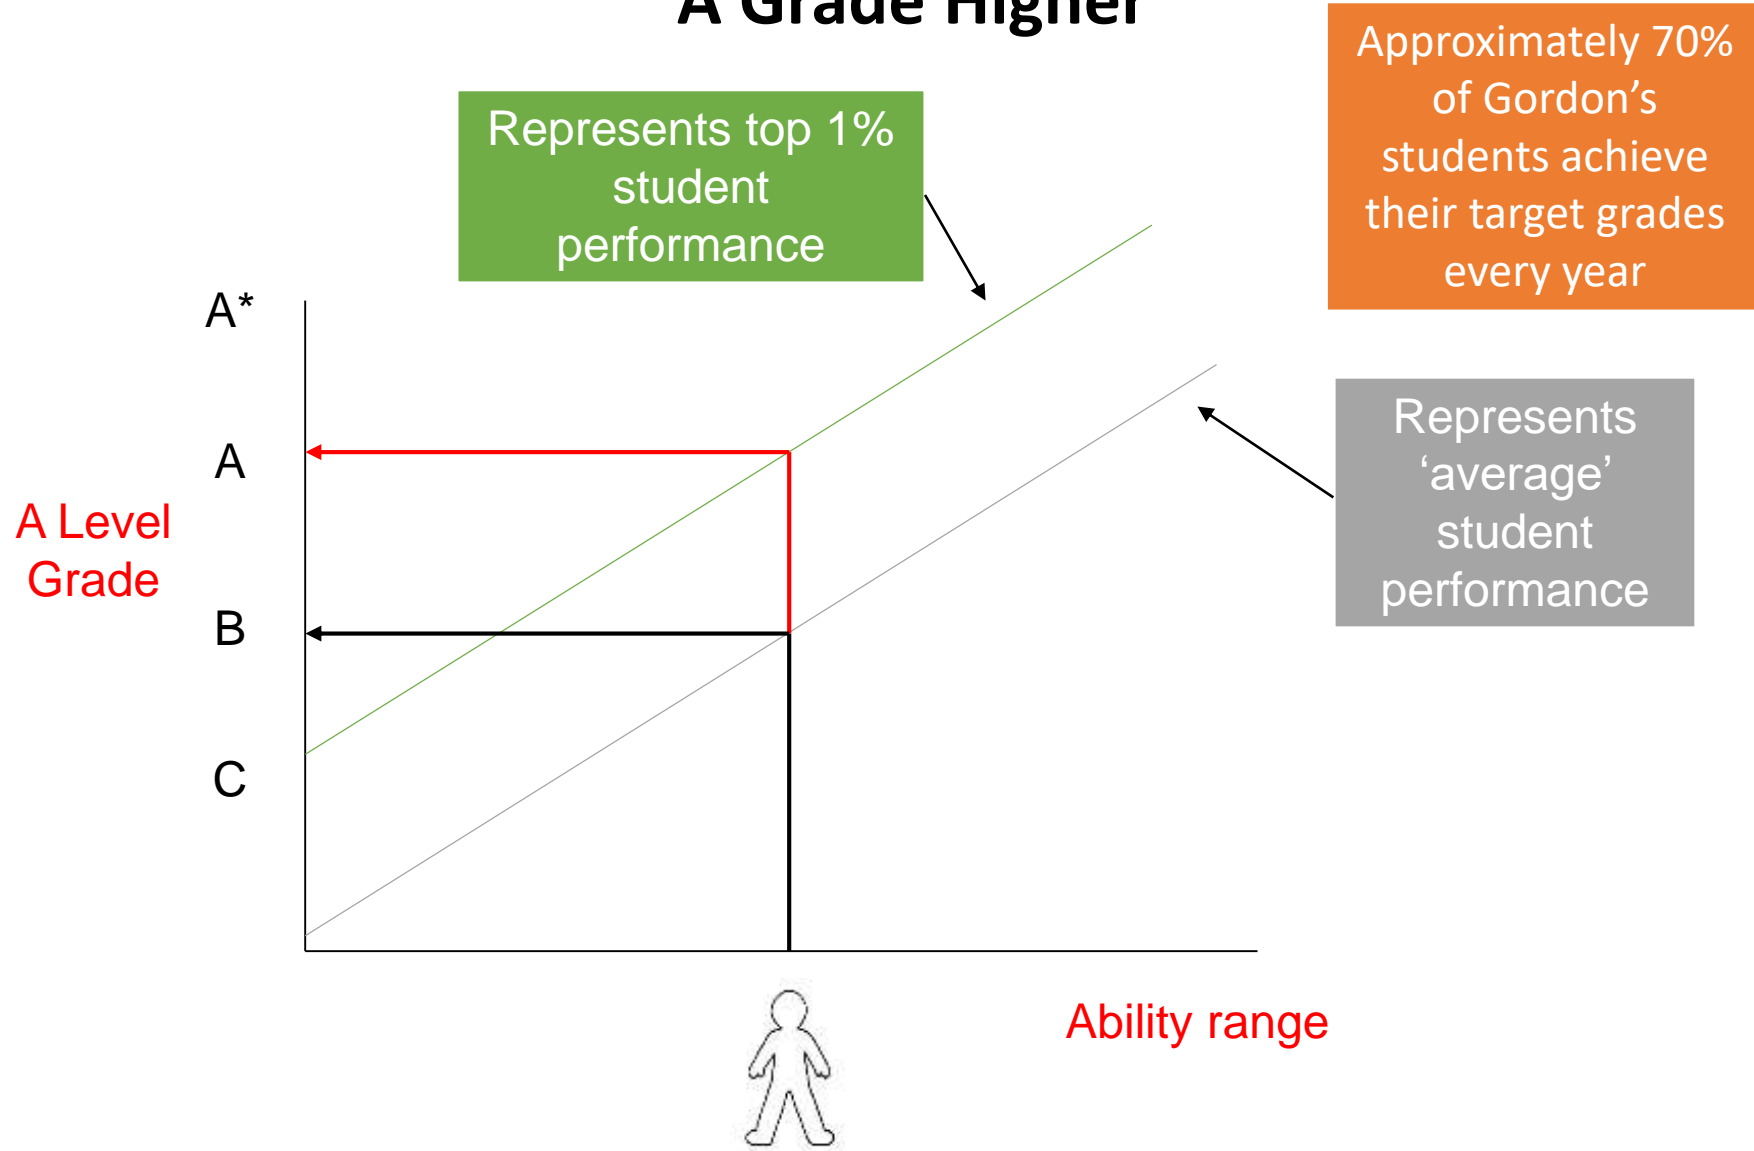 A Grade Higher
Approximately 70%
of Gordon’s
students achieve
their target grades
every year
Represents top 1%
student
performance
A*
A
A Level
Grade
B
C
Represents
‘average’
student
performance
Ability range